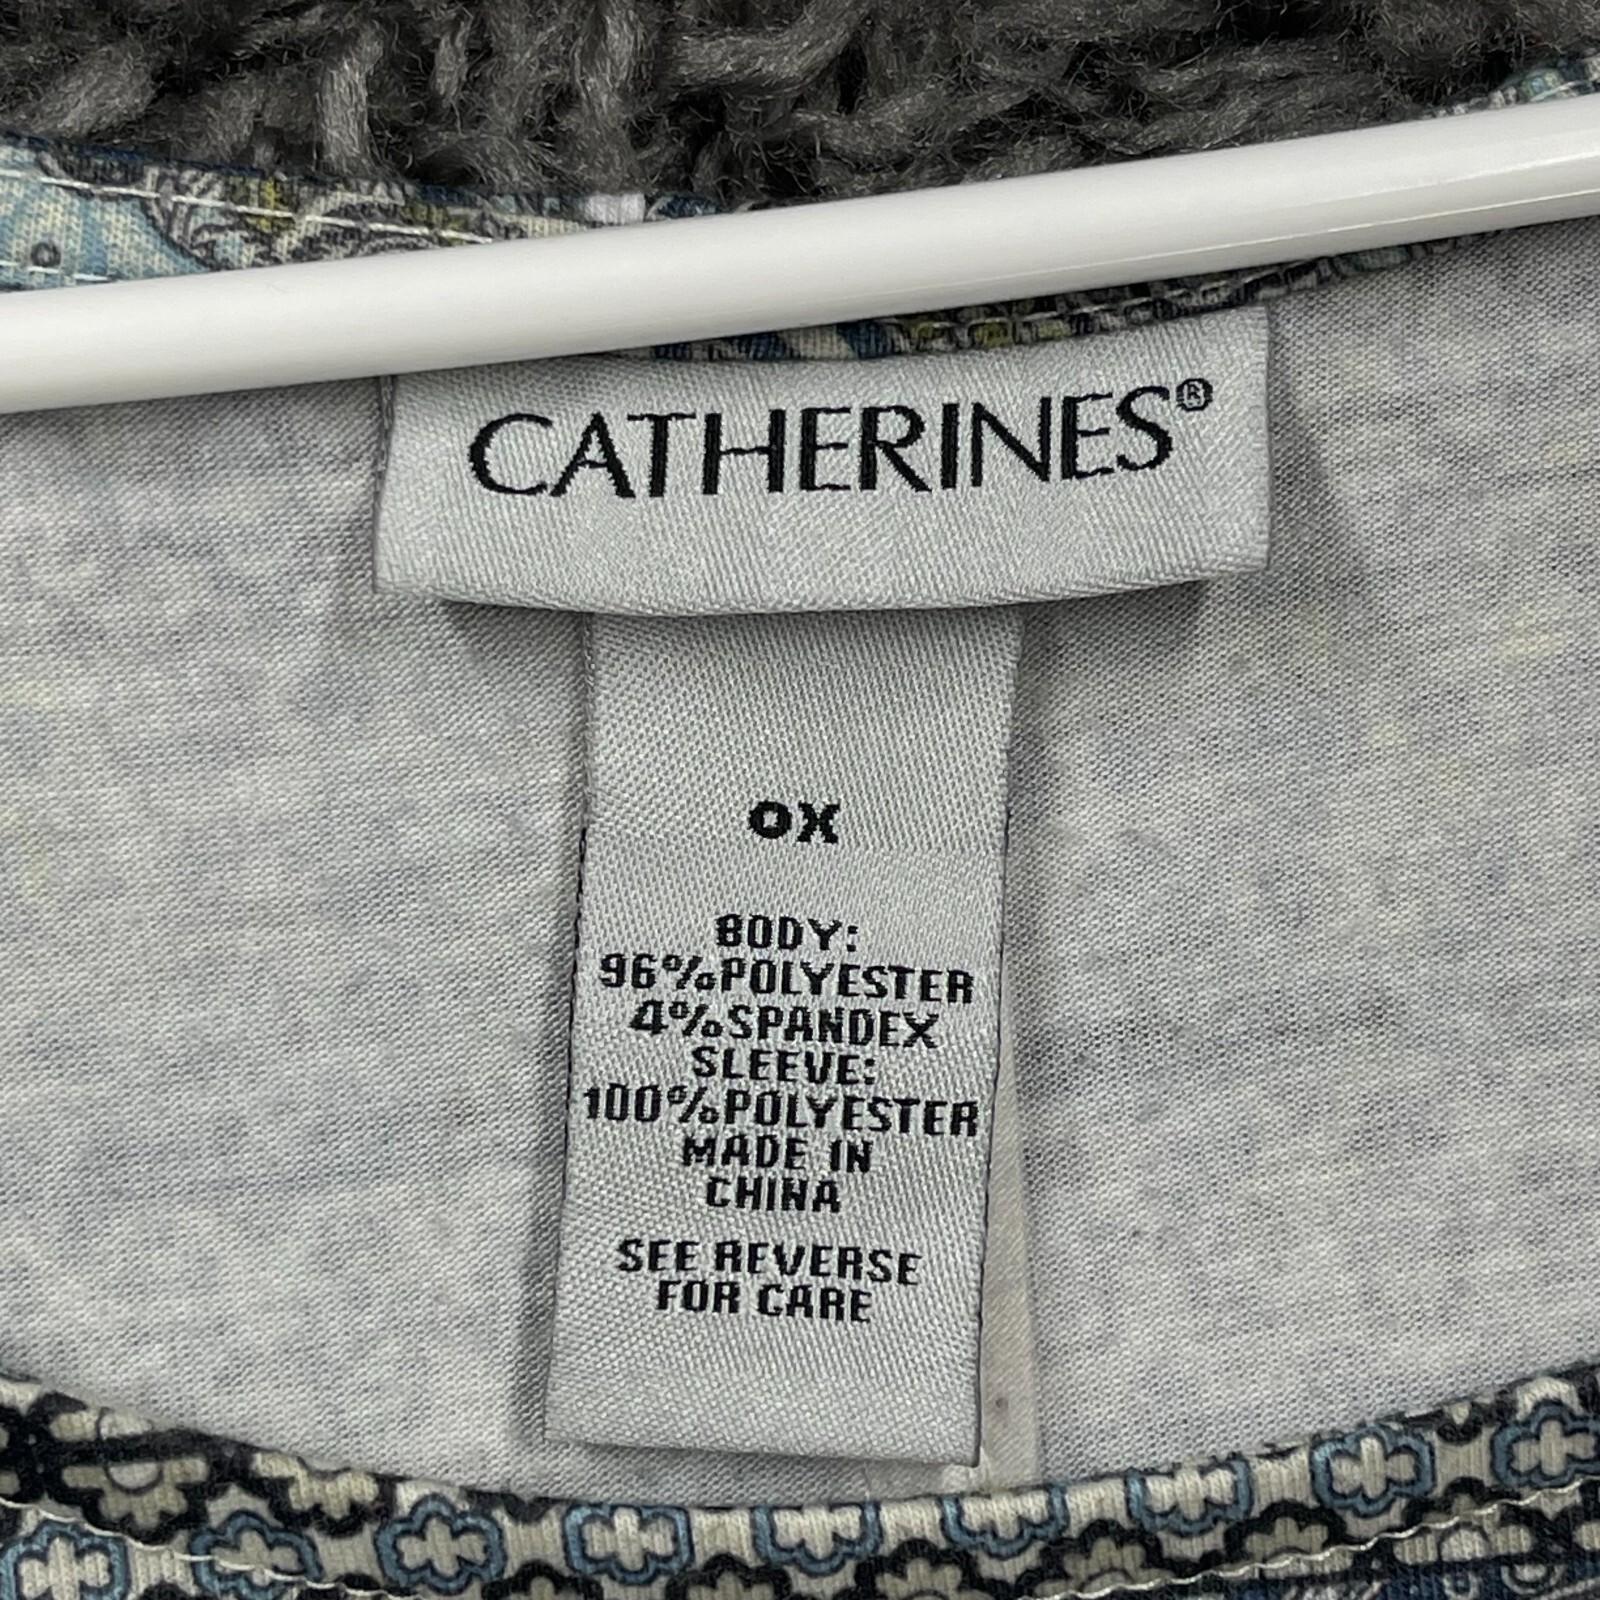 CATHERINES®
0X
BODY:
96%POLYESTER
4%SPANDEX
SLEEVE:
100%POLYESTER
MADE IN
CHINA
SEE REVERSE
FOR CARE